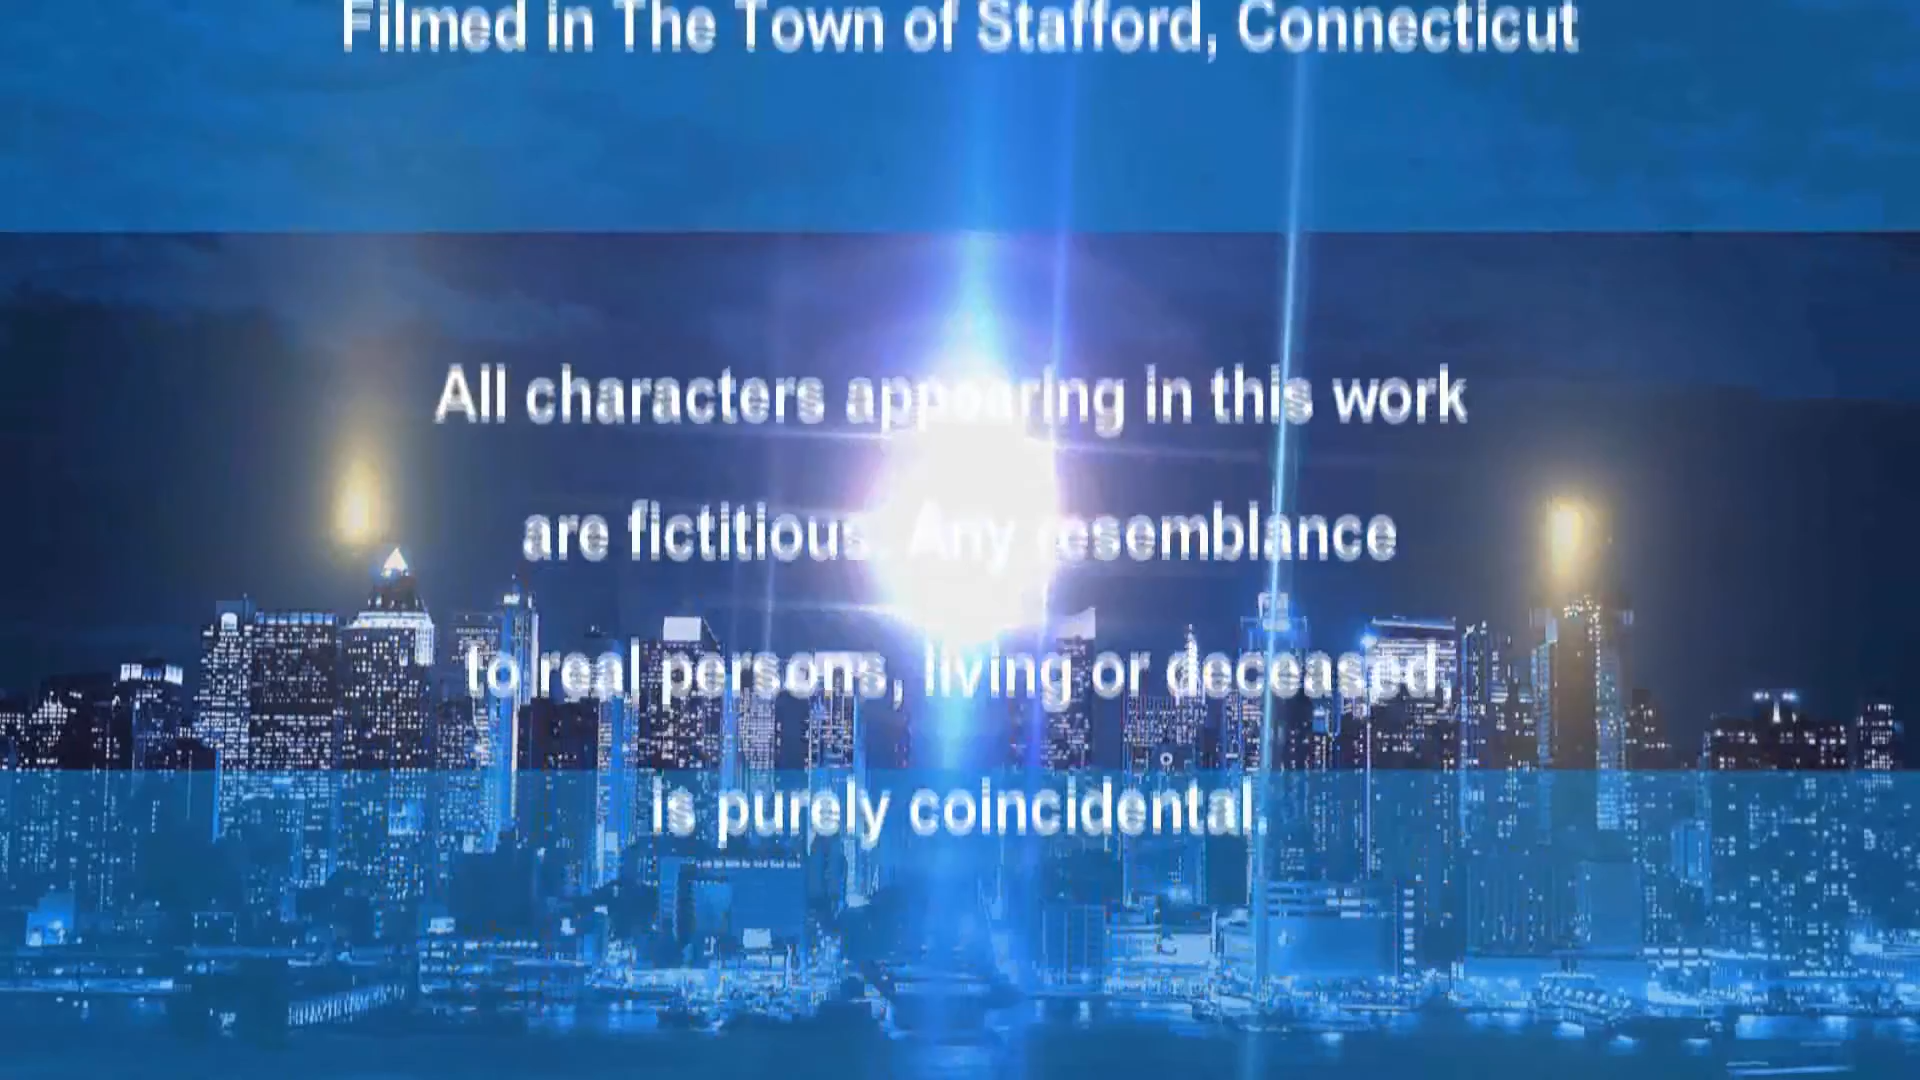 Filmed in The Town of Stafford, Connecticut
All characters appearing in this work
are fictitious. Any resemblance
to real persons, living or deceased,
is purely coincidental.